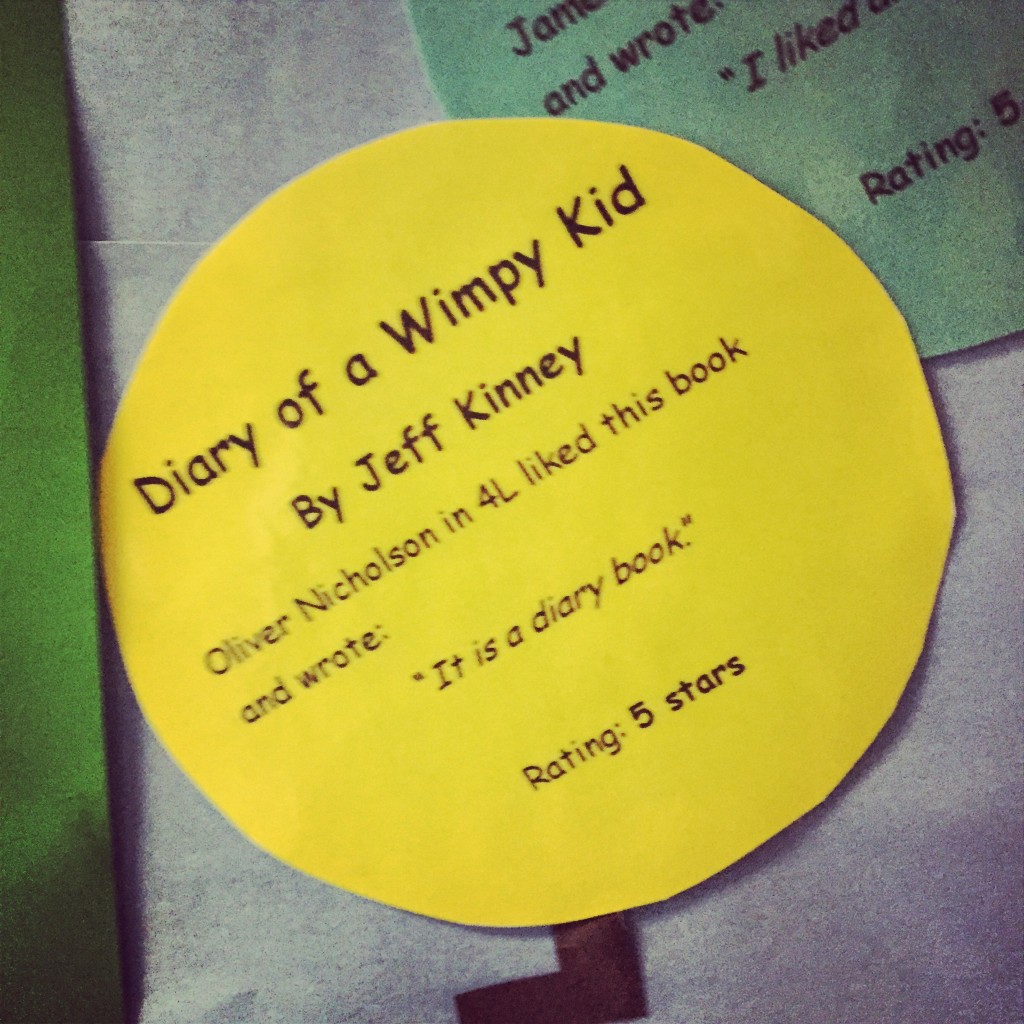 Jame
and wrote:
"I liked
Rating: 5
Diary of a Wimpy Kid
By Jeff Kinney
Oliver Nicholson in 4L liked this book
and wrote:
"It is a diary book."
Rating: 5 stars